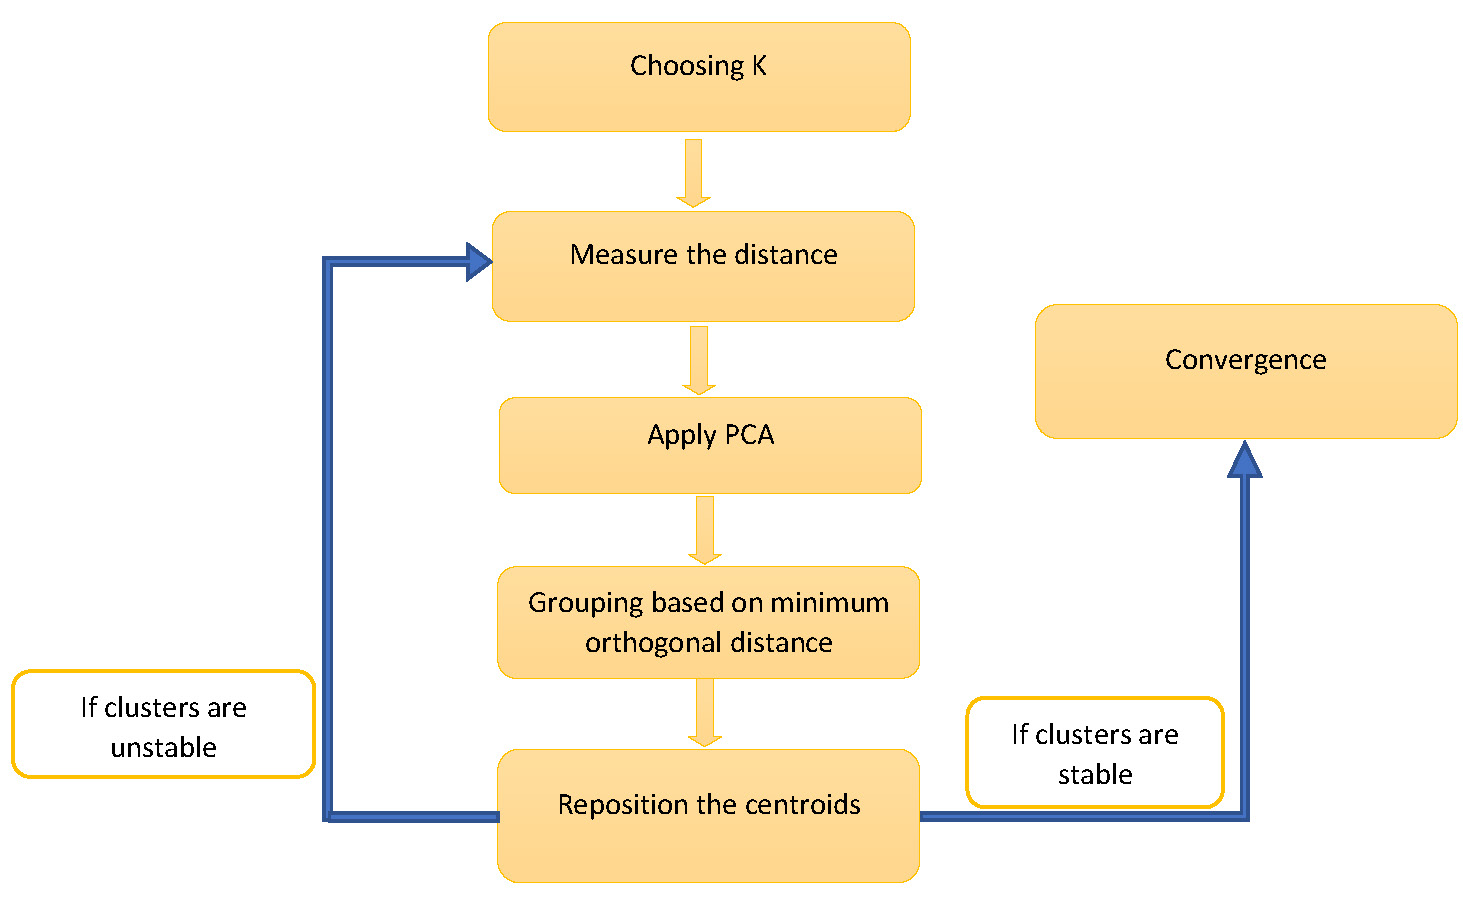 Choosing K
Measure the distance
Convergence
Apply PCA
Grouping based on minimum
orthogonal distance
If clusters are
unstable
If clusters are
stable
Reposition the centroids